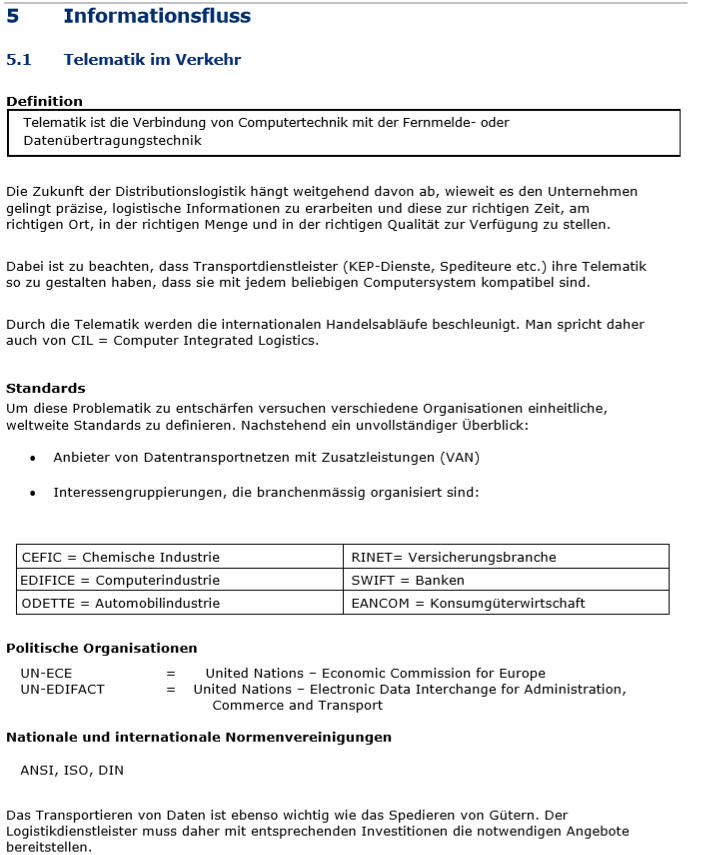 5 Informationsfluss
5.1 Telematik im Verkehr
Definition
Telematik ist die Verbindung von Computertechnik mit der Fernmelde- oder
Datenübertragungstechnik
Die Zukunft der Distributionslogistik hängt weitgehend davon ab, wieweit es den Unternehmen
gelingt präzise, logistische Informationen zu erarbeiten und diese zur richtigen Zeit, am
richtigen Ort, in der richtigen Menge und in der richtigen Qualität zur Verfügung zu stellen.
Dabei ist zu beachten, dass Transportdienstleister (KEP-Dienste, Spediteure etc.) ihre Telematik
so zu gestalten haben, dass sie mit jedem beliebigen Computersystem kompatibel sind.
Durch die Telematik werden die internationalen Handelsabläufe beschleunigt. Man spricht daher
auch von CIL = Computer Integrated Logistics.
Standards
Um diese Problematik zu entschärfen versuchen verschiedene Organisationen einheitliche,
weltweite Standards zu definieren. Nachstehend ein unvollständiger Überblick:
• Anbieter von Datentransportnetzen mit Zusatzleistungen (VAN)
• Interessengruppierungen, die branchenmässig organisiert sind:
CEFIC = Chemische Industrie RINET= Versicherungsbranche
EDIFICE = Computerindustrie SWIFT = Banken
ODETTE = Automobilindustrie EANCOM = Konsumgüterwirtschaft
Politische Organisationen
UN-ECE = United Nations – Economic Commission for Europe
UN-EDIFACT = United Nations – Electronic Data Interchange for Administration,
Commerce and Transport
Nationale und internationale Normenvereinigungen
ANSI, ISO, DIN
Das Transportieren von Daten ist ebenso wichtig wie das Spedieren von Gütern. Der
Logistikdienstleister muss daher mit entsprechenden Investitionen die notwendigen Angebote
bereitstellen.